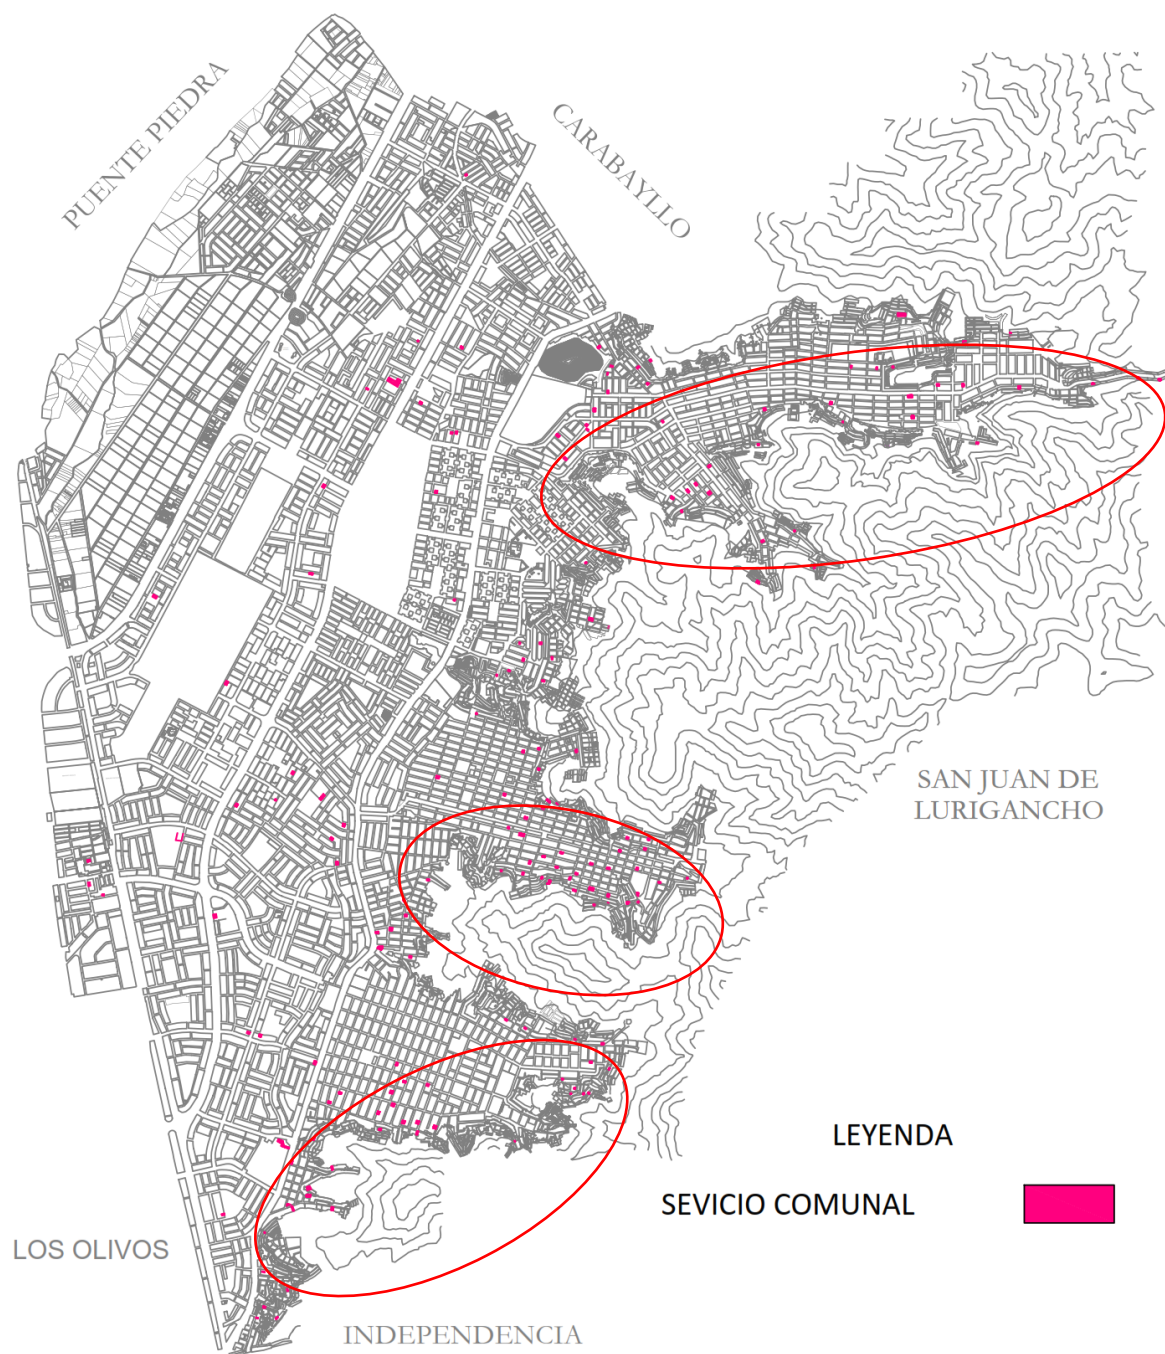 PUENTE PIEDRA
CARABAYLLO
SAN JUAN DE
LURIGANCHO
LEYENDA
SEVICIO COMUNAL
LOS OLIVOS
INDEPENDENCIA